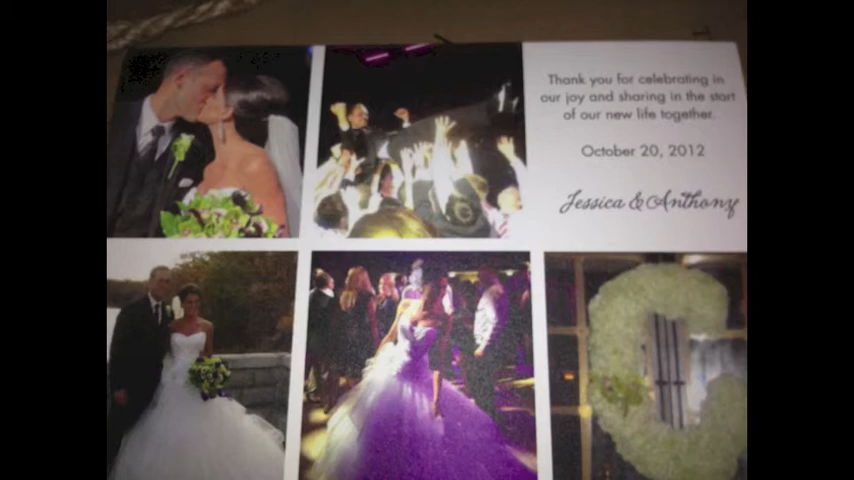 Thank you for celebrating in
our joy and sharing in the start
of our new life together.
October 20, 2012
Jessica & Anthony